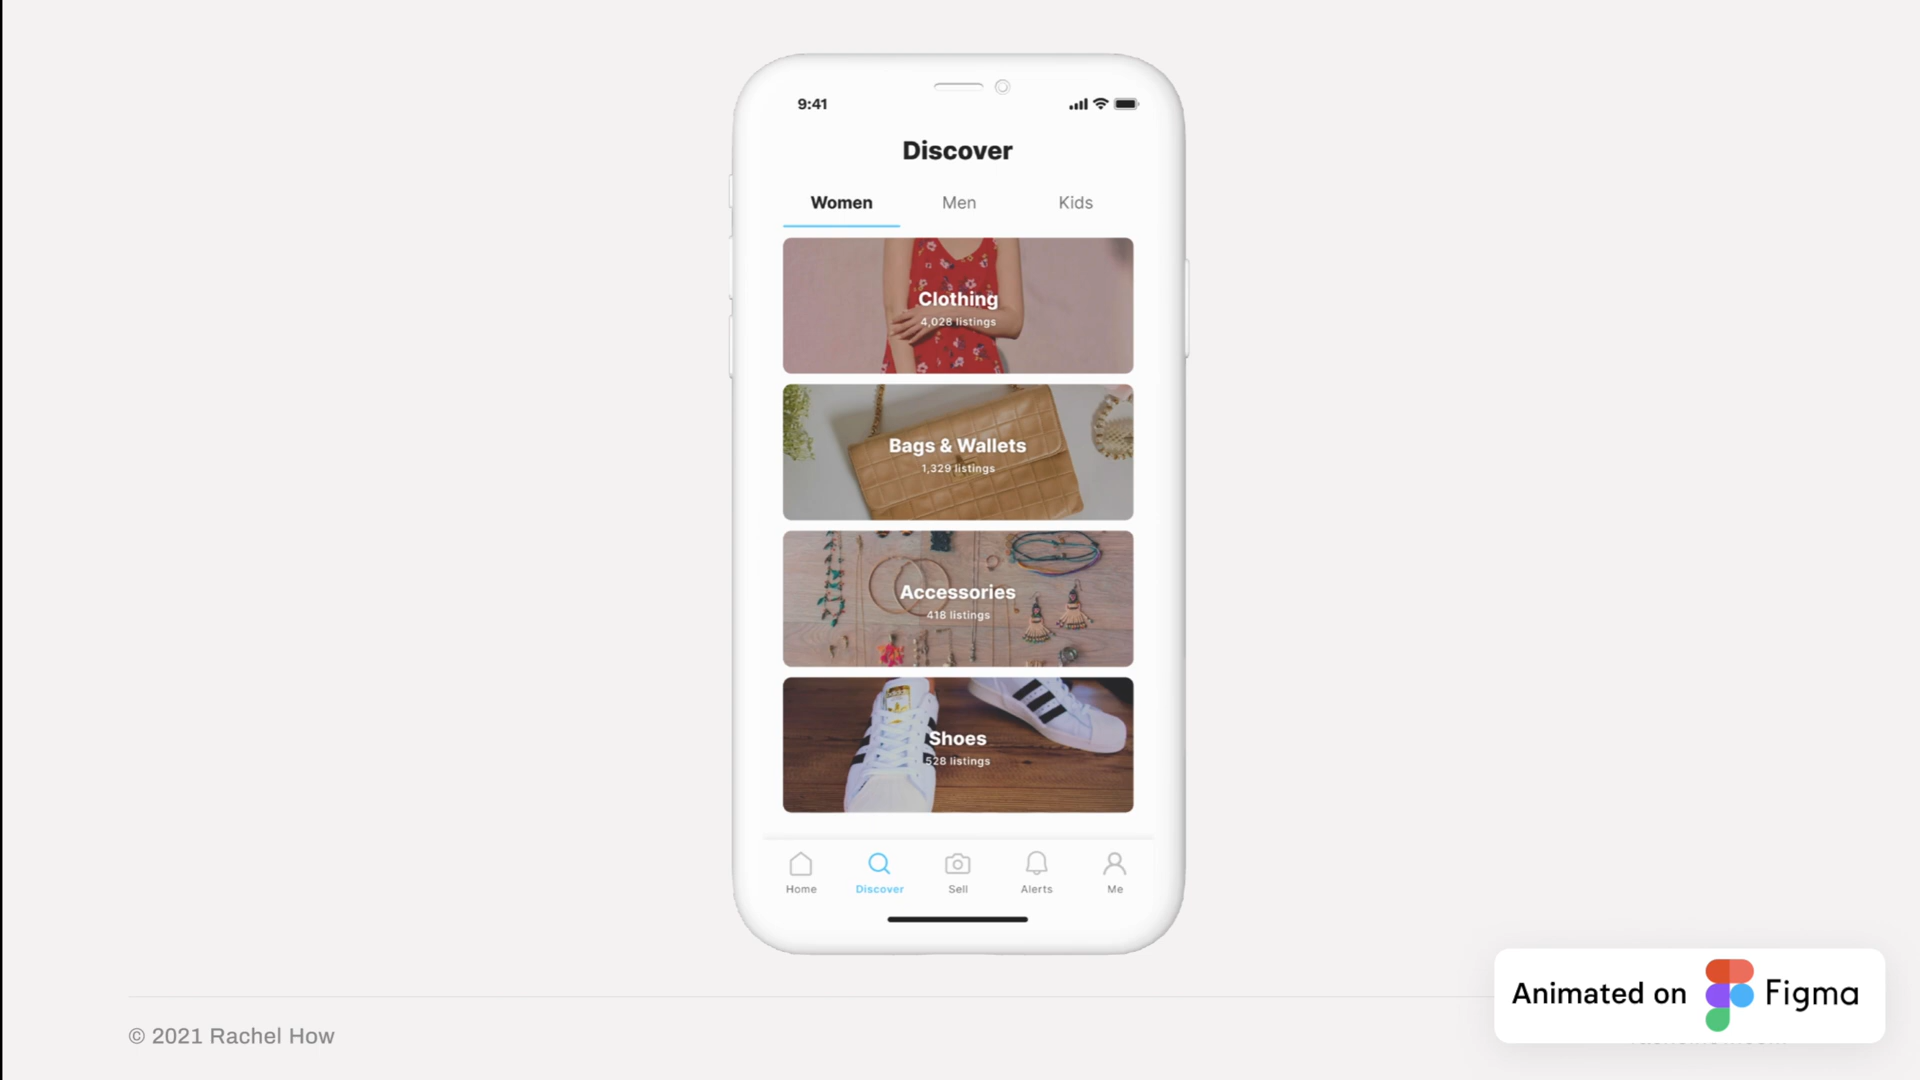 9:41
Discover
Women Men Kids
Clothing
4,028 listings
Bags & Wallets
1,329 listings
Accessories
418 listings
Shoes
528 listings
Home Discover Sell Alerts Me
Animated on Figma
© 2021 Rachel How